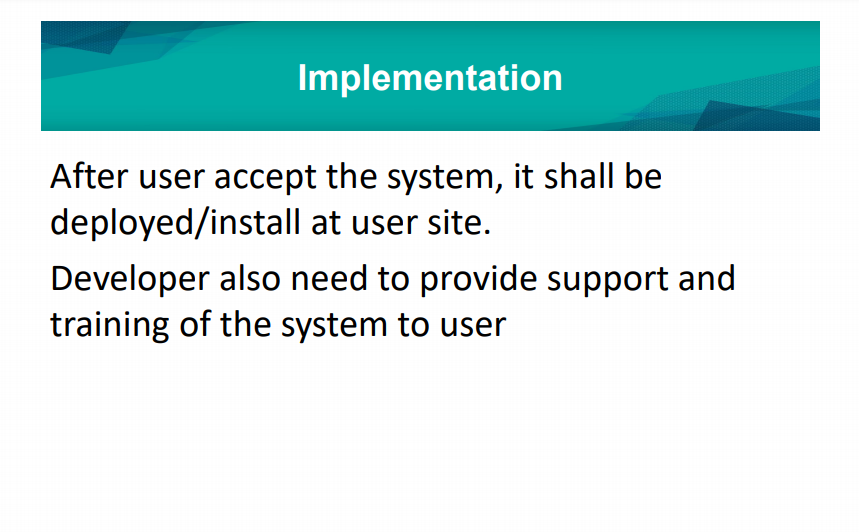 Implementation
After user accept the system, it shall be
deployed/install at user site.
Developer also need to provide support and
training of the system to user